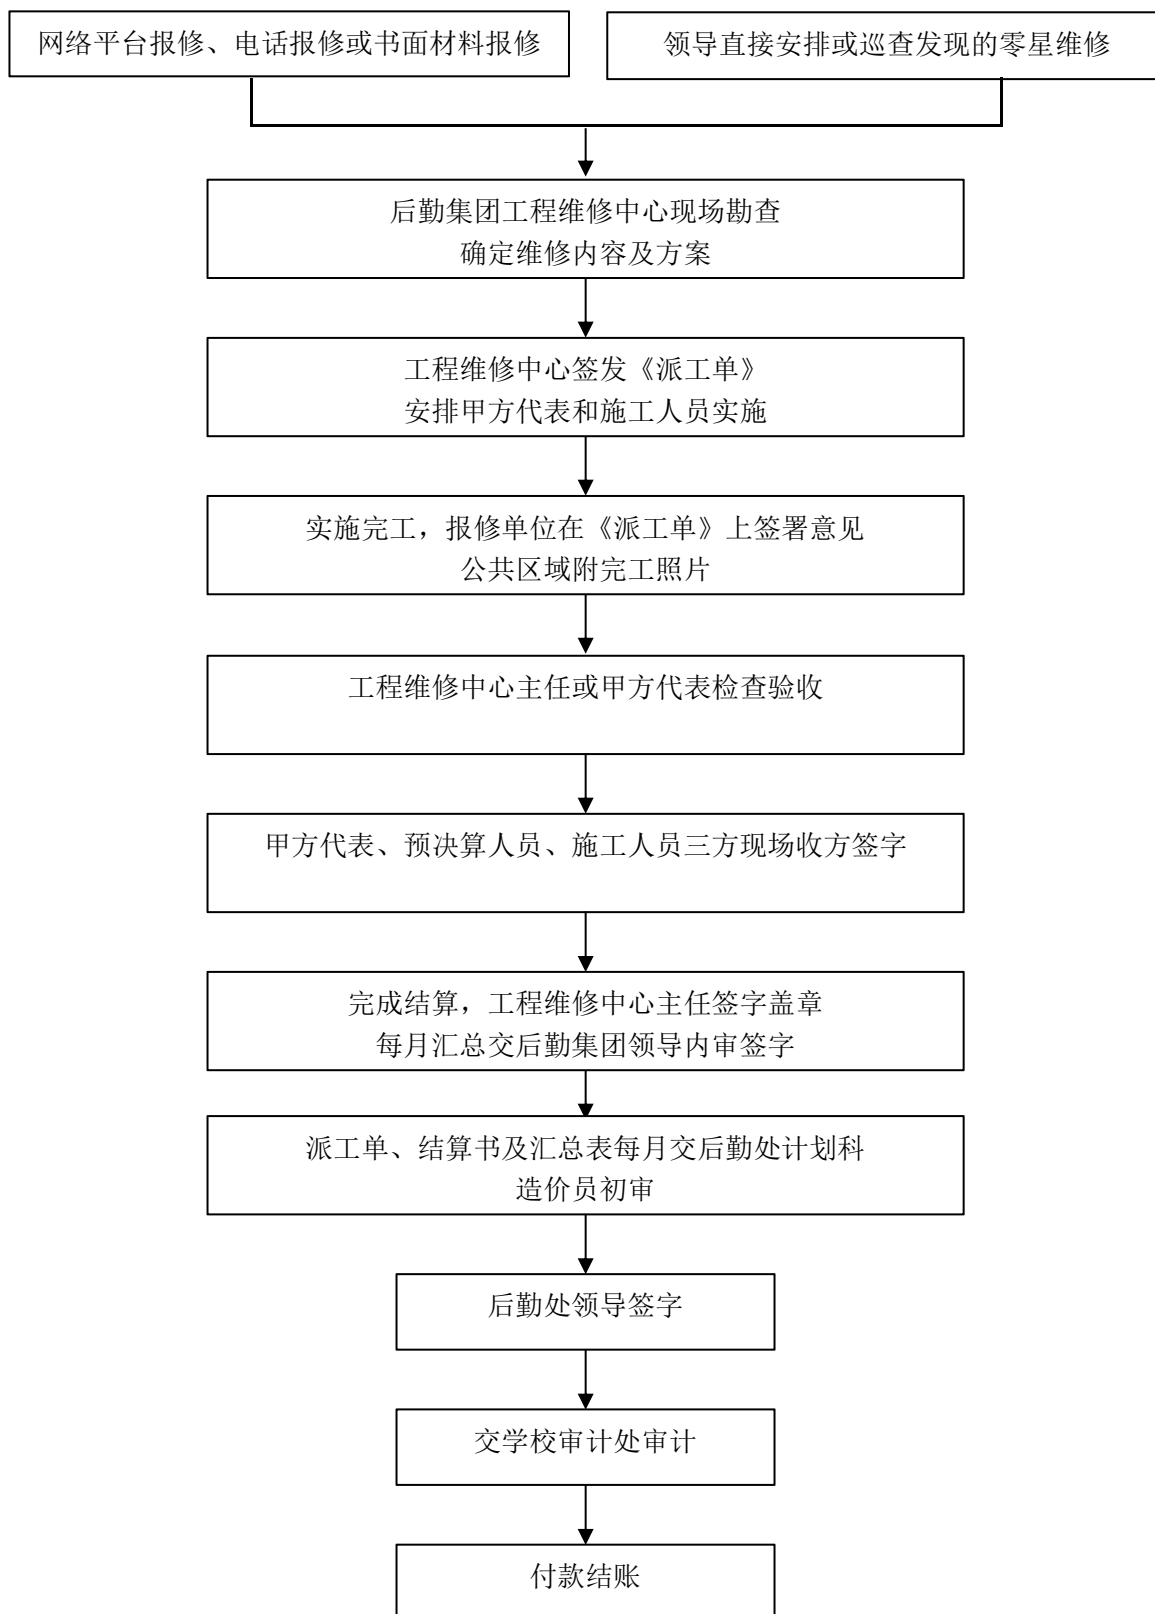 网络平台报修、电话报修或书面材料报修
领导直接安排或巡查发现的零星维修
后勤集团工程维修中心现场勘查
确定维修内容及方案
工程维修中心签发《派工单》
安排甲方代表和施工人员实施
实施完工，报修单位在《派工单》上签署意见
公共区域附完工照片
工程维修中心主任或甲方代表检查验收
甲方代表、预决算人员、施工人员三方现场收方签字
完成结算，工程维修中心主任签字盖章
每月汇总交后勤集团领导内审签字
派工单、结算书及汇总表每月交后勤处计划科
造价员初审
后勤处领导签字
交学校审计处审计
付款结账